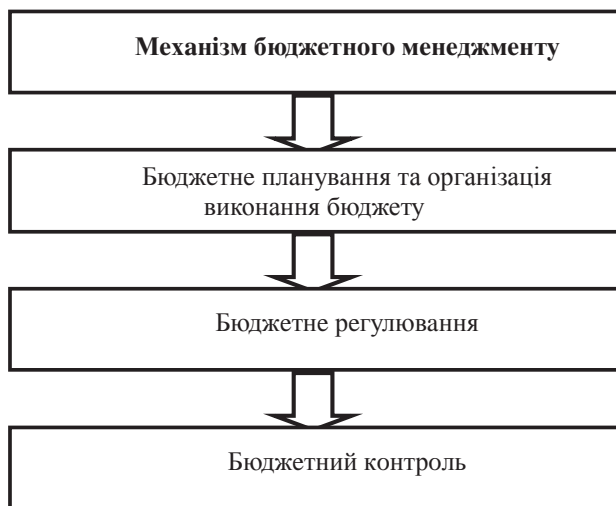 Механізм бюджетного менеджменту
Бюджетне планування та організація
виконання бюджету
Бюджетне регулювання
Бюджетний контроль